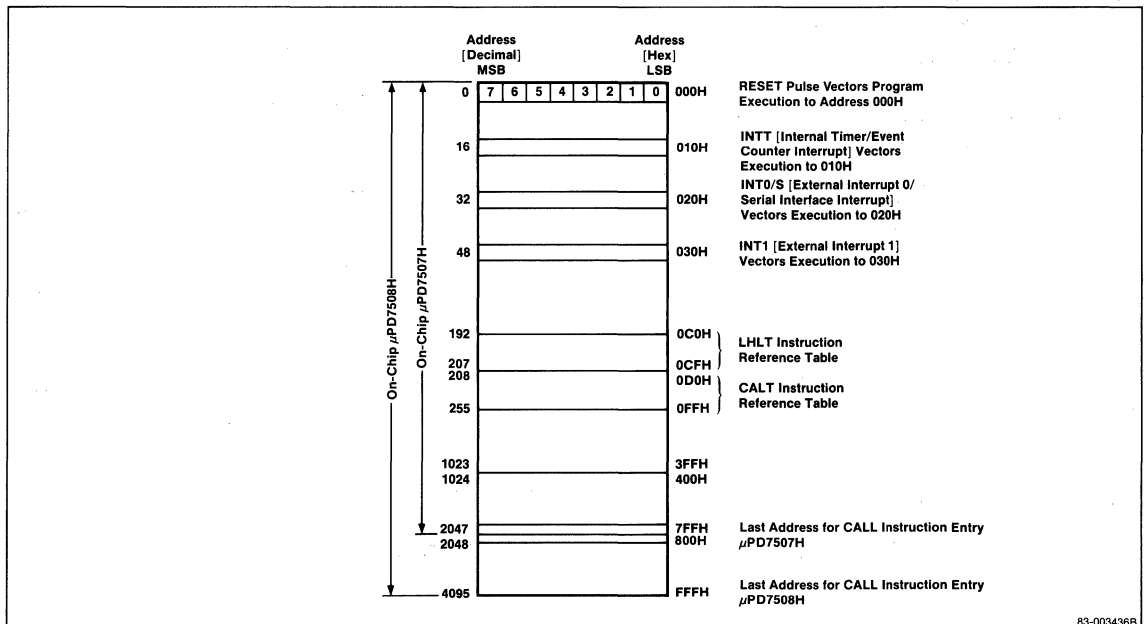 Address
[Decimal]
MSB
Address
[Hex]
LSB
0 7 6 5 4 3 2 1 0 000H
RESET Pulse Vectors Program
Execution to Address 000H
16 010H
INTT [Internal Timer/Event
Counter Interrupt] Vectors
Execution to 010H
32 020H
INT0/S [External Interrupt 0/
Serial Interface Interrupt]
Vectors Execution to 020H
48 030H
INT1 [External Interrupt 1]
Vectors Execution to 030H
On-Chip μPD7508H
On-Chip μPD7507H
192 0C0H
207 0CFH
LHLT Instruction
Reference Table
208 0D0H
255 0FFH
CALT Instruction
Reference Table
1023 3FFH
1024 400H
2047 7FFH
2048 800H
Last Address for CALL Instruction Entry
μPD7507H
4095 FFFH
Last Address for CALL Instruction Entry
μPD7508H
83-003436B